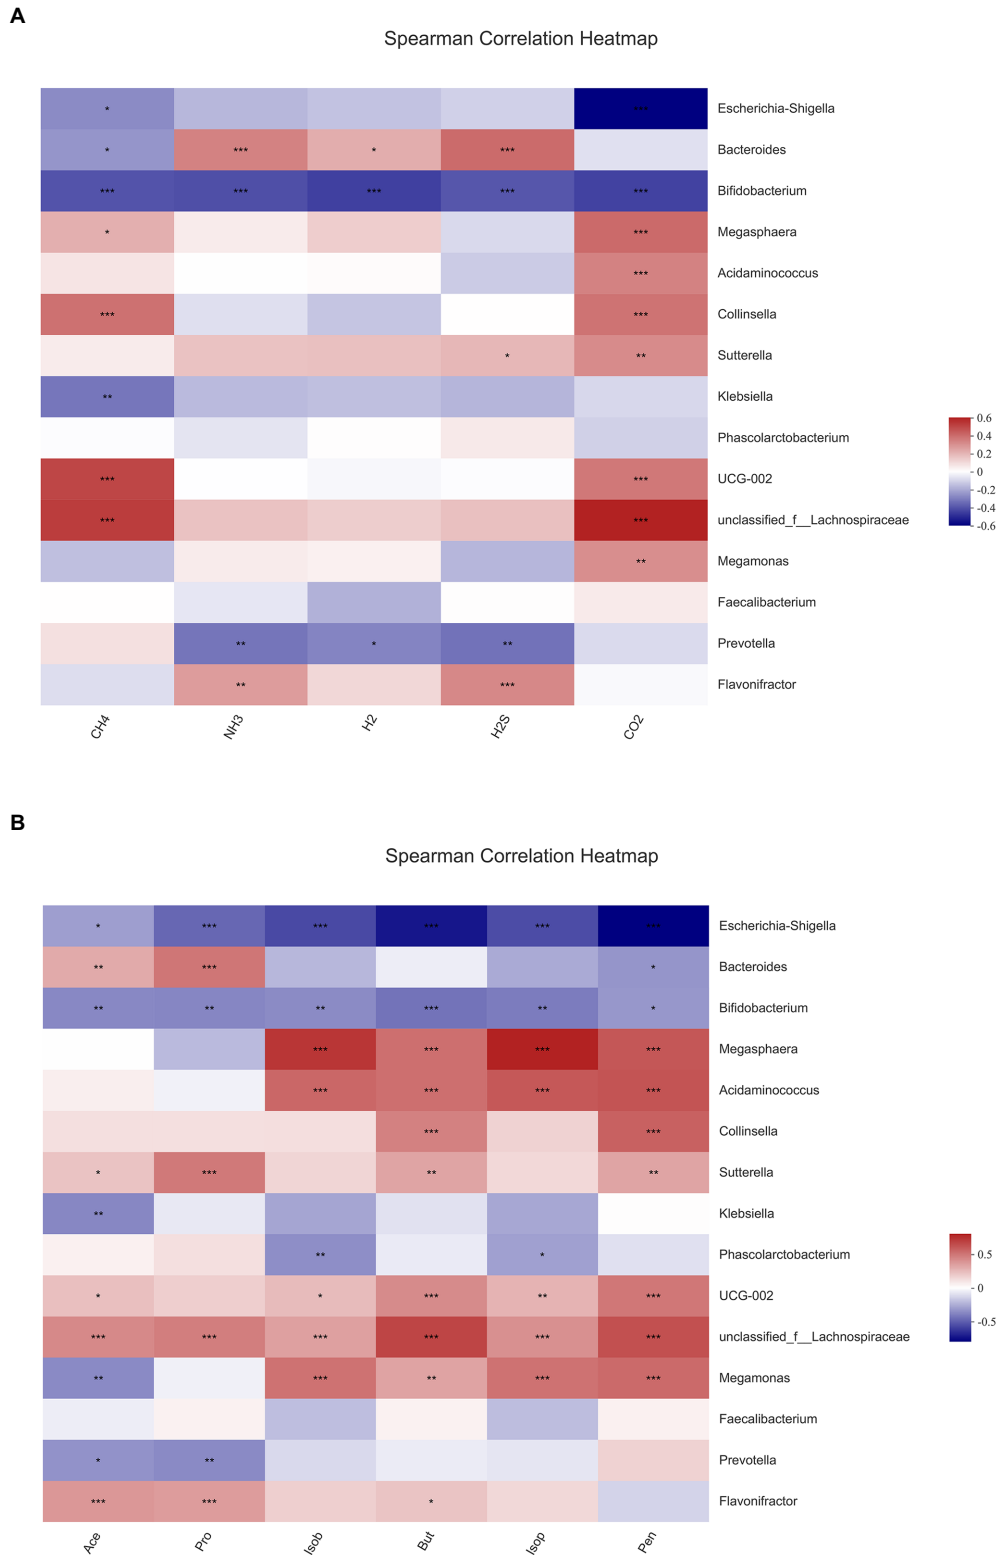 A
Spearman Correlation Heatmap
* *** Escherichia-Shigella
* *** * *** Bacteroides
*** *** *** *** *** Bifidobacterium
* *** Megasphaera
*** Acidaminococcus
*** *** Collinsella
* ** Sutterella
** Klebsiella
Phascolarctobacterium
*** *** UCG-002
*** *** unclassified_f__Lachnospiraceae
** Megamonas
Faecalibacterium
** * ** Prevotella
** *** Flavonifractor
CH4 NH3 H2 H2S CO2
0.6
0.4
0.2
0
-0.2
-0.4
-0.6
B
Spearman Correlation Heatmap
* *** *** *** *** *** Escherichia-Shigella
** *** * Bacteroides
** ** ** *** ** * Bifidobacterium
*** *** *** *** Megasphaera
*** *** *** *** Acidaminococcus
*** *** Collinsella
* *** ** ** Sutterella
** Klebsiella
** * Phascolarctobacterium
* * *** ** *** UCG-002
*** *** *** *** *** *** unclassified_f__Lachnospiraceae
** *** ** *** *** Megamonas
Faecalibacterium
* ** Prevotella
*** *** * Flavonifractor
Ace Pro Isob But Isop Pen
0.5
0
-0.5